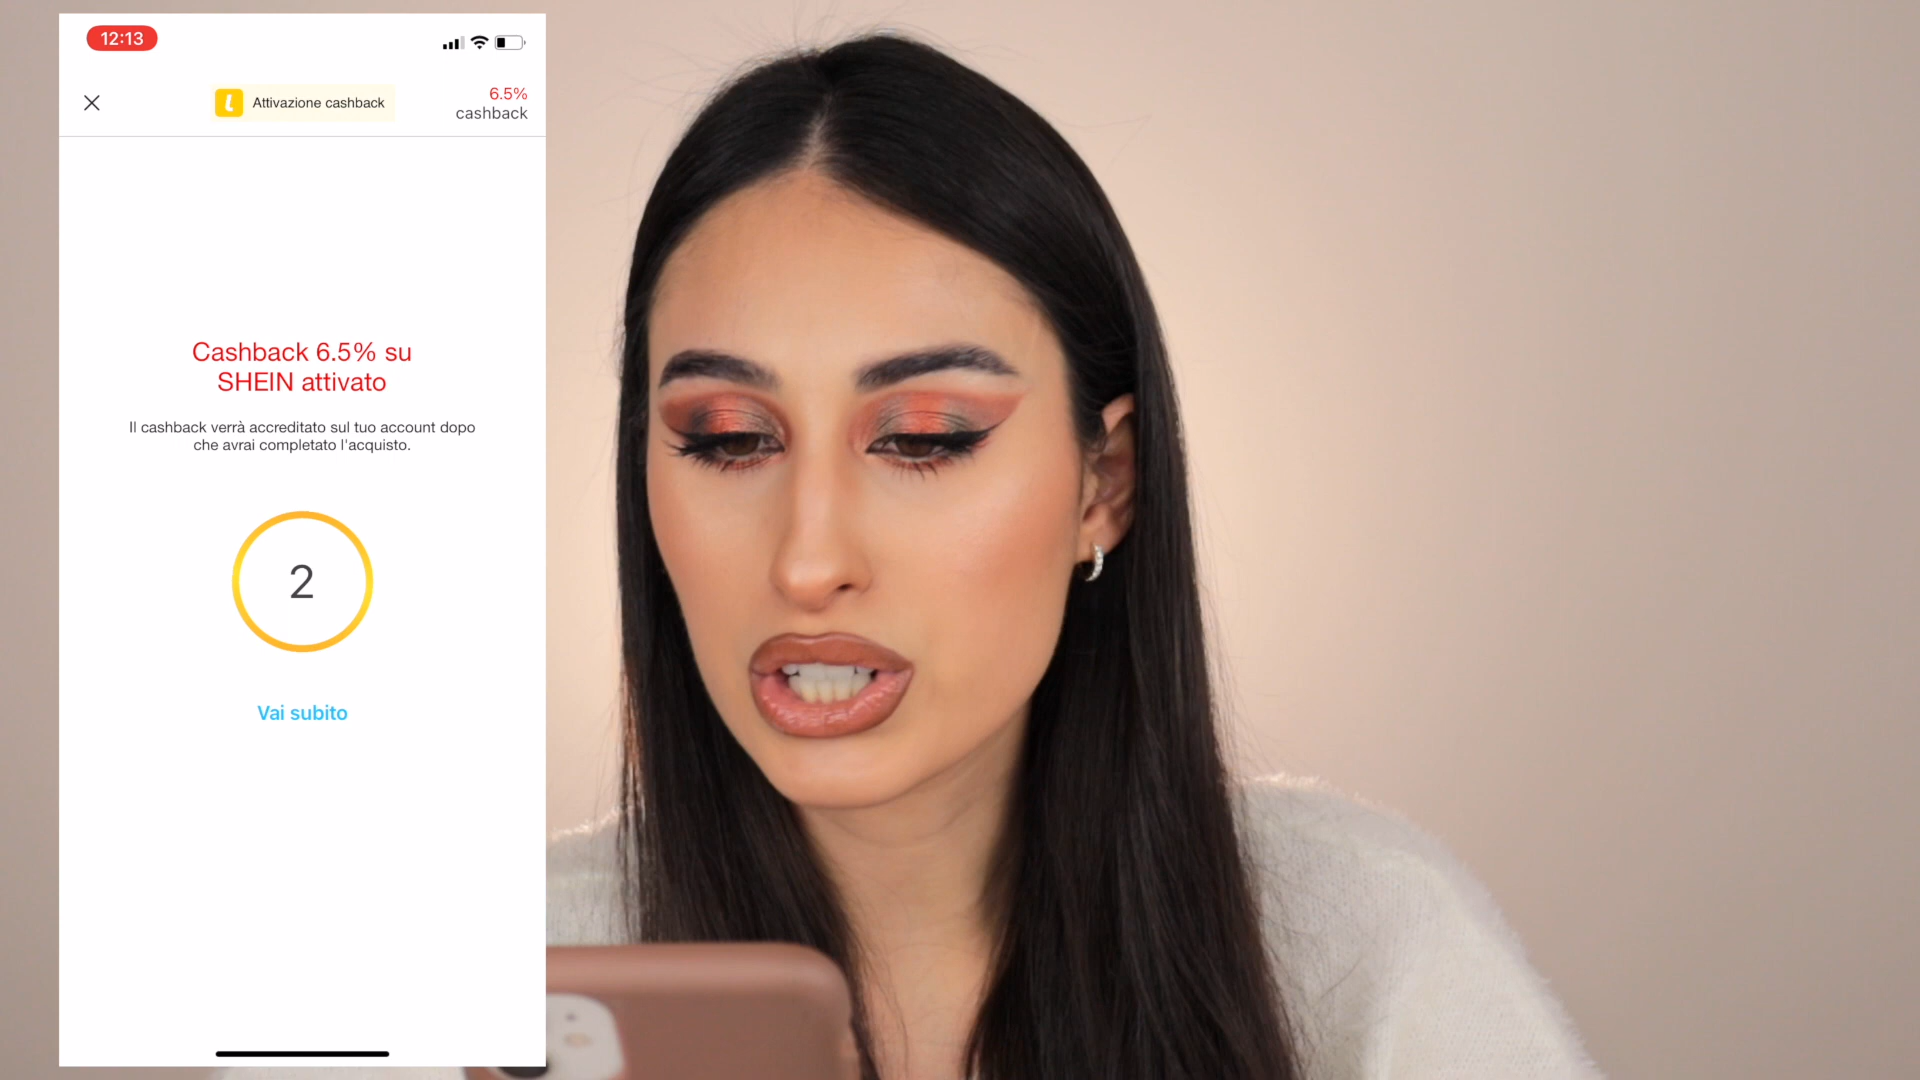 12:13
Attivazione cashback
6.5%
cashback
Cashback 6.5% su
SHEIN attivato
Il cashback verrà accreditato sul tuo account dopo
che avrai completato l'acquisto.
2
Vai subito